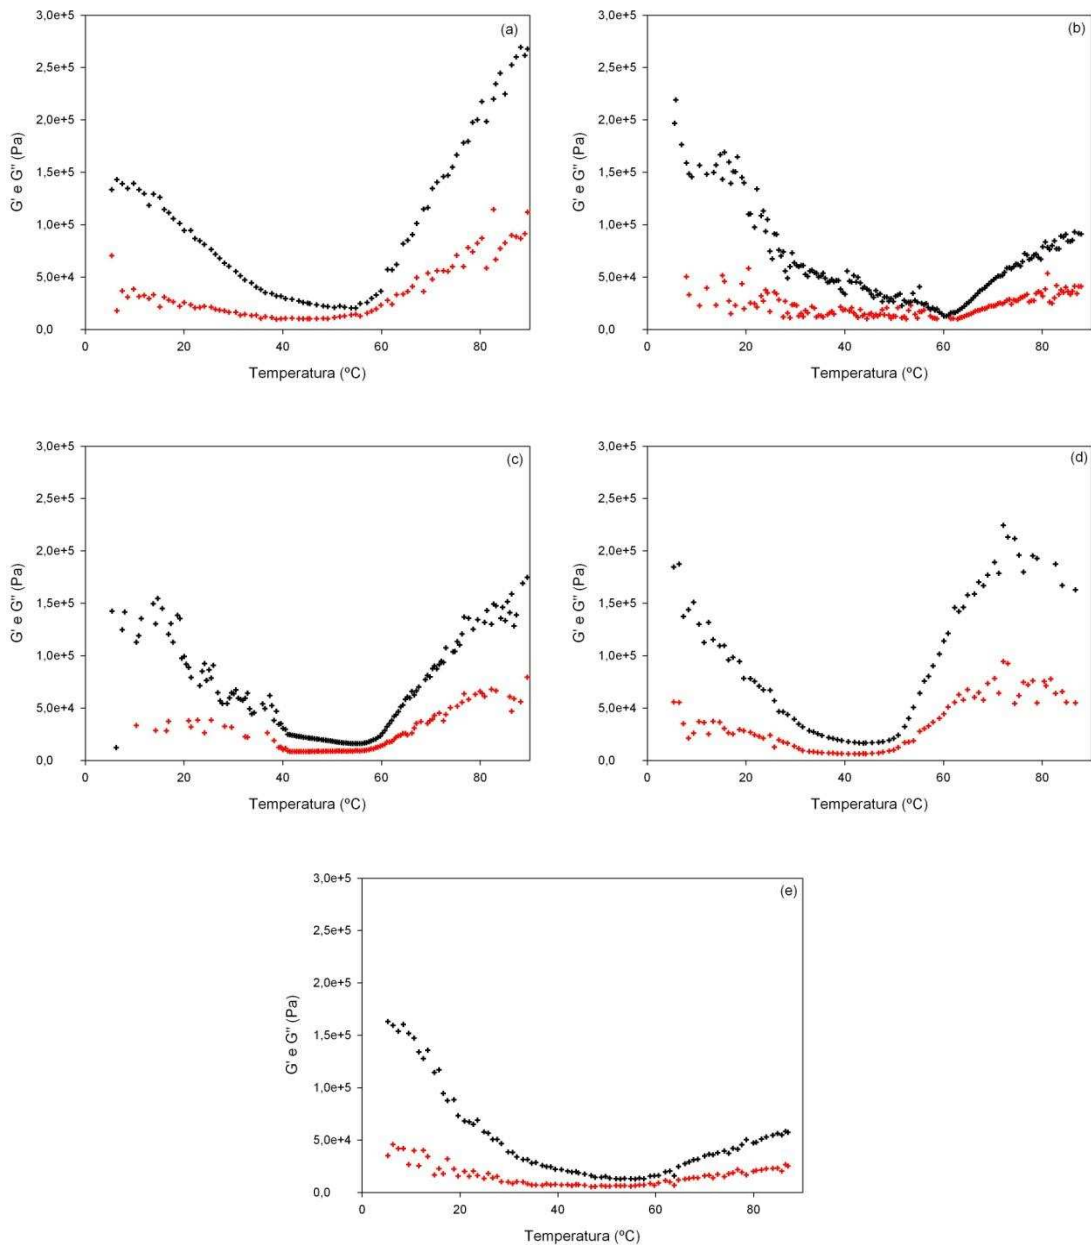 (a)
3,0e+5
2,5e+5
2,0e+5
1,5e+5
1,0e+5
5,0e+4
0,0
G' e G'' (Pa)
0 20 40 60 80
Temperatura (ºC)
(b)
3,0e+5
2,5e+5
2,0e+5
1,5e+5
1,0e+5
5,0e+4
0,0
G' e G'' (Pa)
0 20 40 60 80
Temperatura (ºC)
(c)
3,0e+5
2,5e+5
2,0e+5
1,5e+5
1,0e+5
5,0e+4
0,0
G' e G'' (Pa)
0 20 40 60 80
Temperatura (ºC)
(d)
3,0e+5
2,5e+5
2,0e+5
1,5e+5
1,0e+5
5,0e+4
0,0
G' e G'' (Pa)
0 20 40 60 80
Temperatura (ºC)
(e)
3,0e+5
2,5e+5
2,0e+5
1,5e+5
1,0e+5
5,0e+4
0,0
G' e G'' (Pa)
0 20 40 60 80
Temperatura (ºC)